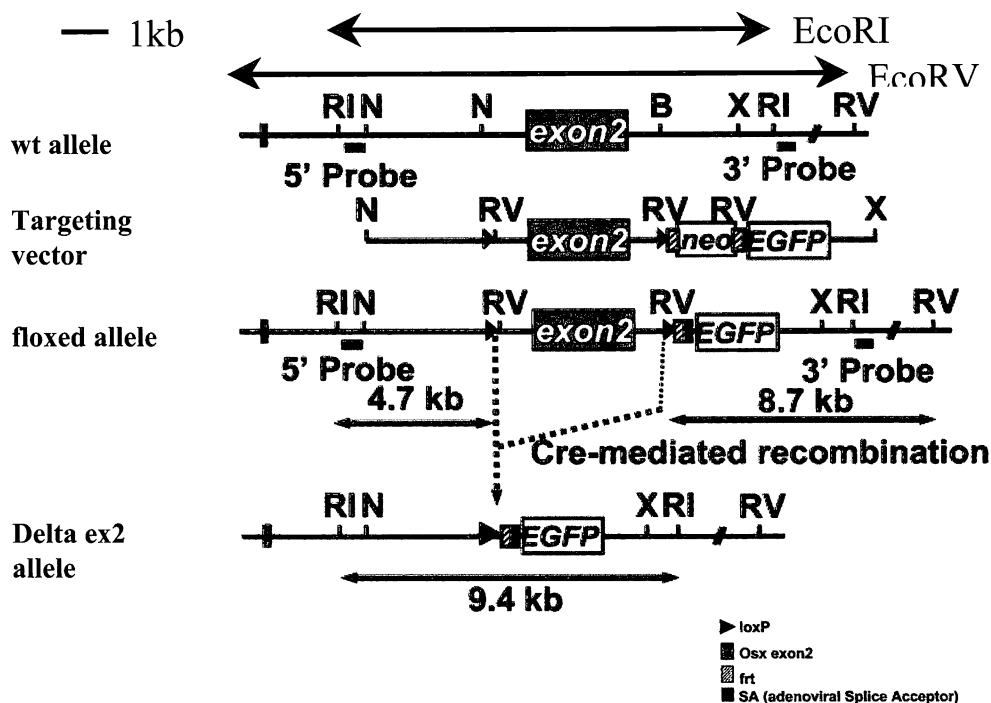 1kb
EcoRI
EcoRV
RI N N B X RI RV
wt allele
exon2
5’ Probe 3’ Probe
Targeting
vector
N RV RV RV X
exon2 neo EGFP
RI N RV RV X RI RV
floxed allele
exon2 EGFP
5’ Probe 3’ Probe
4.7 kb 8.7 kb
Cre-mediated recombination
RI N X RI RV
Delta ex2
allele
EGFP
9.4 kb
loxP
Osx exon2
frt
SA (adenoviral Splice Acceptor)